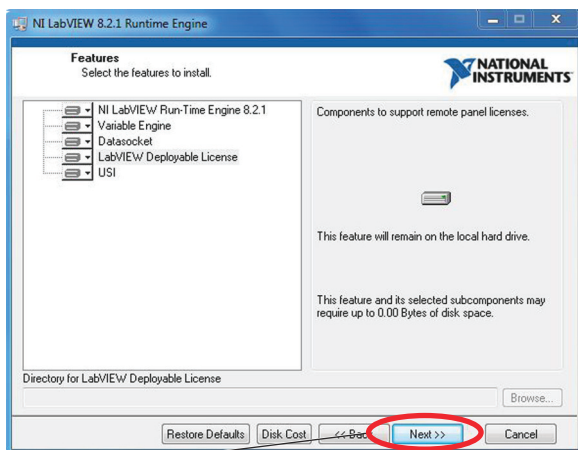 NI LabVIEW 8.2.1 Runtime Engine
Features
Select the features to install.
NATIONAL
INSTRUMENTS
NI LabVIEW Run-Time Engine 8.2.1
Variable Engine
Datasocket
LabVIEW Deployable License
USI
Components to support remote panel licenses.
This feature will remain on the local hard drive.
This feature and its selected subcomponents may
require up to 0.00 Bytes of disk space.
Directory for LabVIEW Deployable License
Browse...
Restore Defaults Disk Cost << Back Next >> Cancel